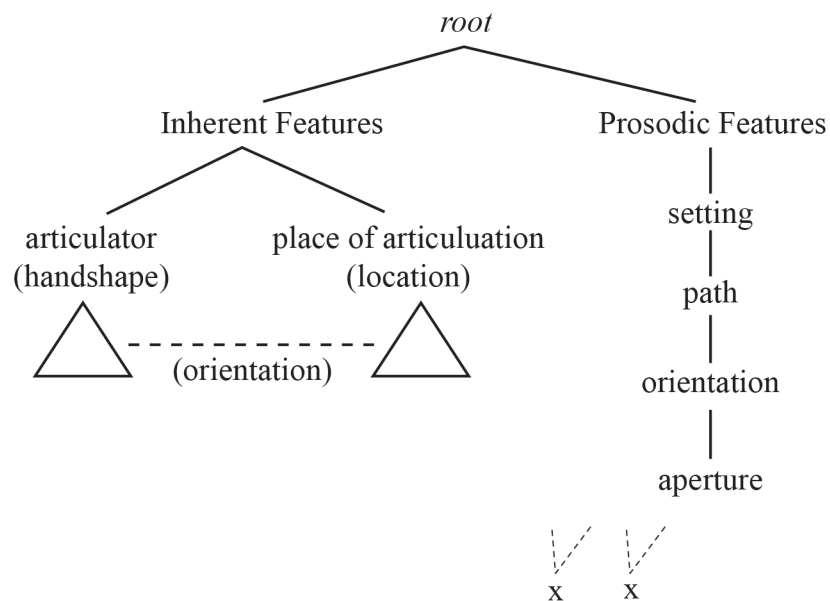 root
Inherent Features
Prosodic Features
articulator
(handshape)
place of articuluation
(location)
(orientation)
setting
path
orientation
aperture
x x